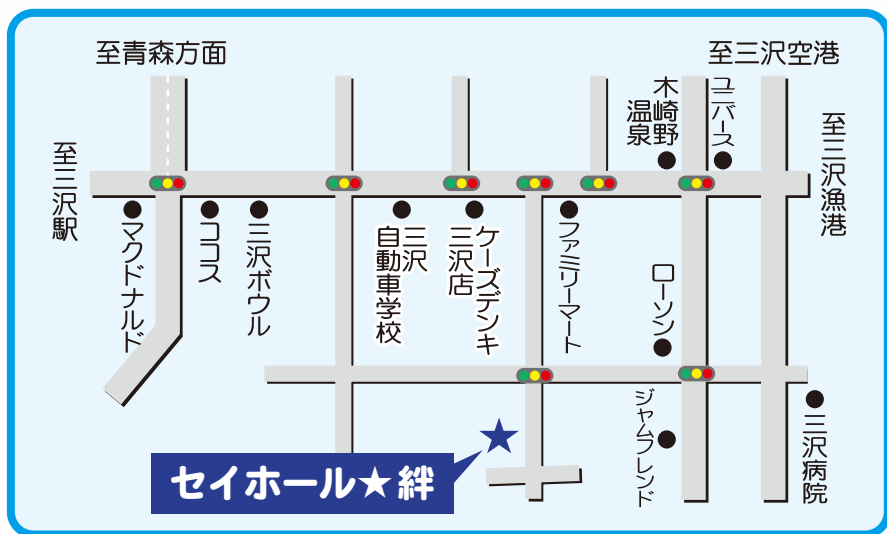 至青森方面
至三沢空港
至三沢駅
至三沢漁港
木崎野
温泉
ユニバース
マクドナルド
ココス
三沢ボウル
三沢
自動車学校
ケーズデンキ
三沢店
ファミリーマート
ローソン
ジャムフレンド
三沢病院
セイホール★絆